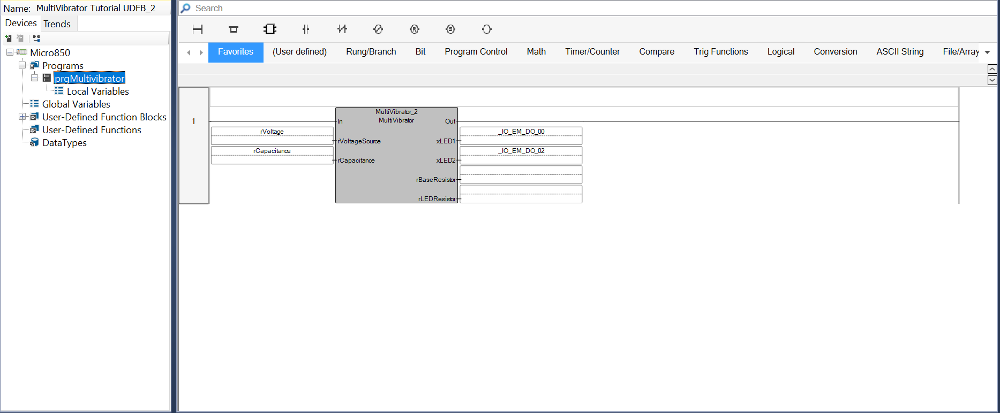 Name: MultiVibrator Tutorial UDFB_2
Devices Trends
Micro850
Programs
prgMultivibrator
Local Variables
Global Variables
User-Defined Function Blocks
User-Defined Functions
DataTypes
Search
Favorites (User defined) Rung/Branch Bit Program Control Math Timer/Counter Compare Trig Functions Logical Conversion ASCII String File/Array
1
MultiVibrator_2
MultiVibrator
In Out
rVoltage _IO_EM_DO_00
rVoltageSource xLED1
rCapacitance _IO_EM_DO_02
rCapacitance xLED2
rBaseResistor
rLEDResistor